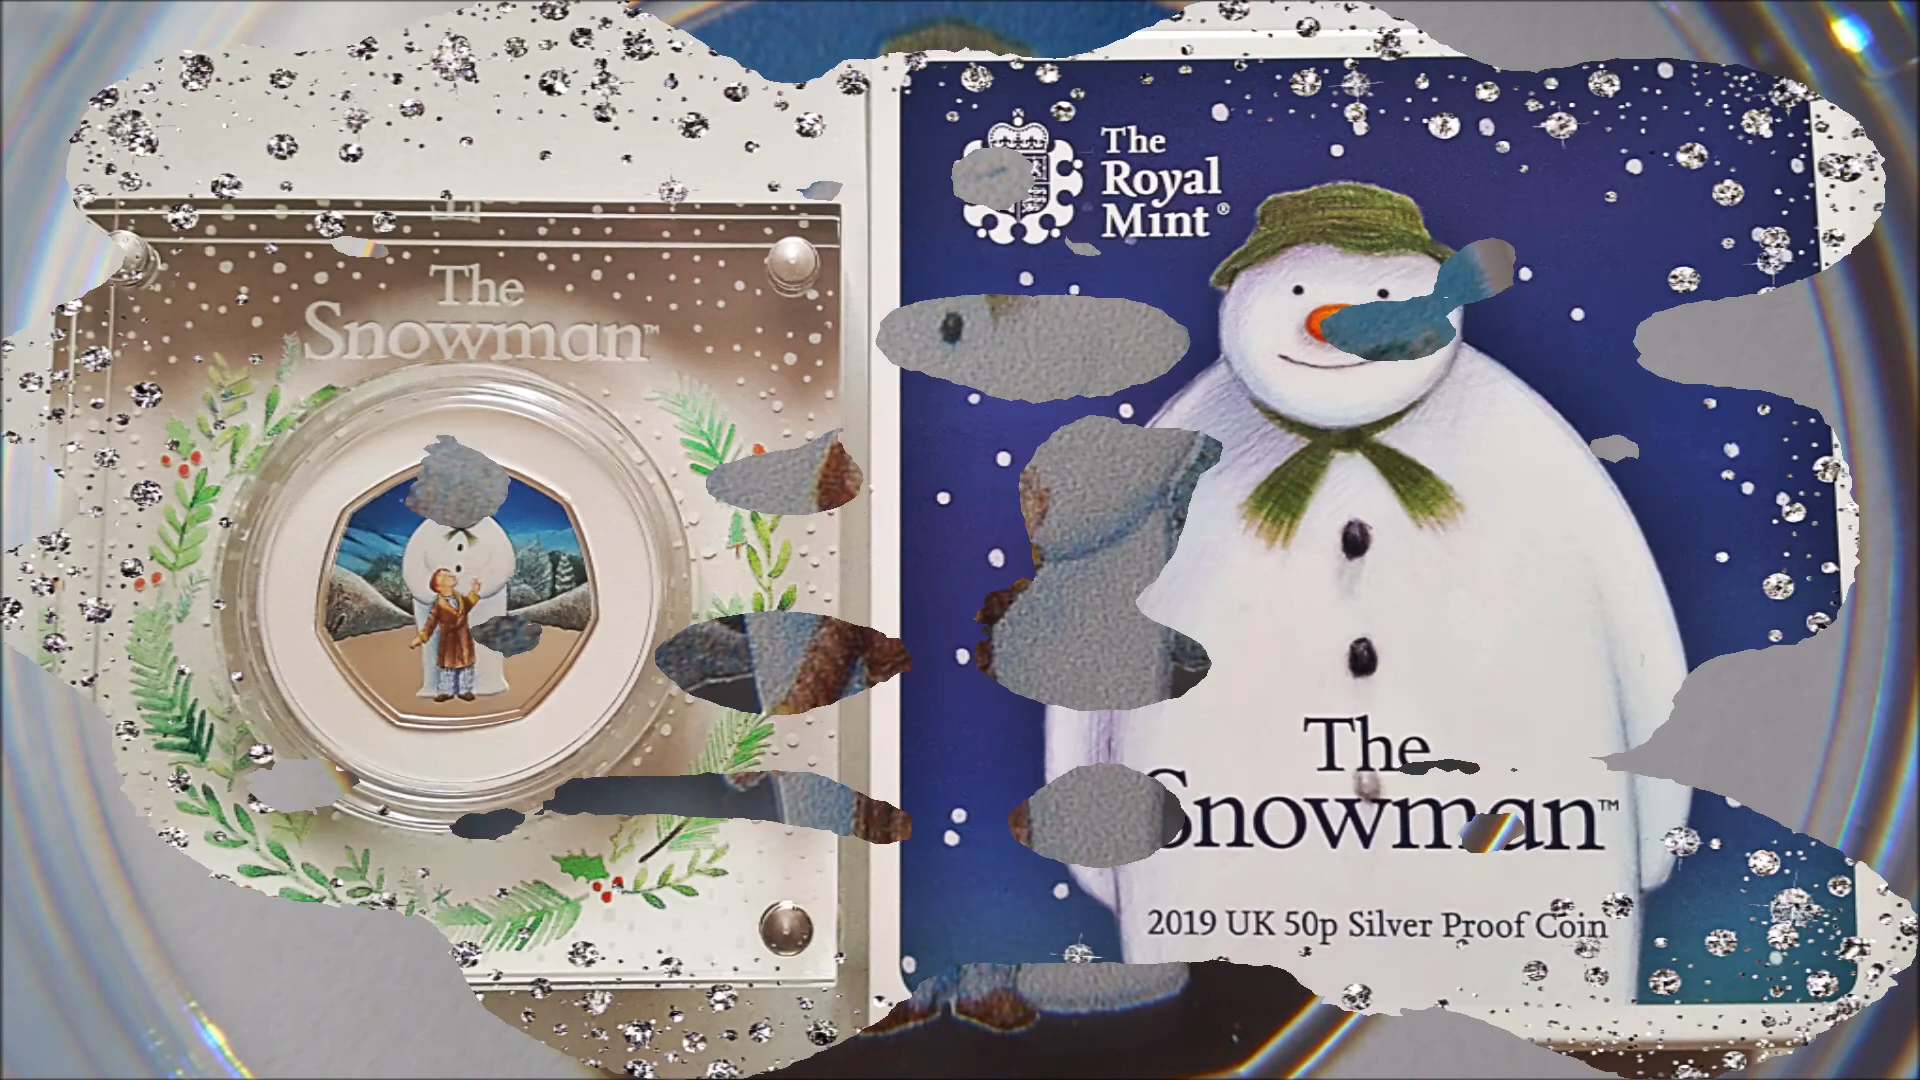 The
Snowman™
The
Royal
Mint®
The
Snowman™
2019 UK 50p Silver Proof Coin